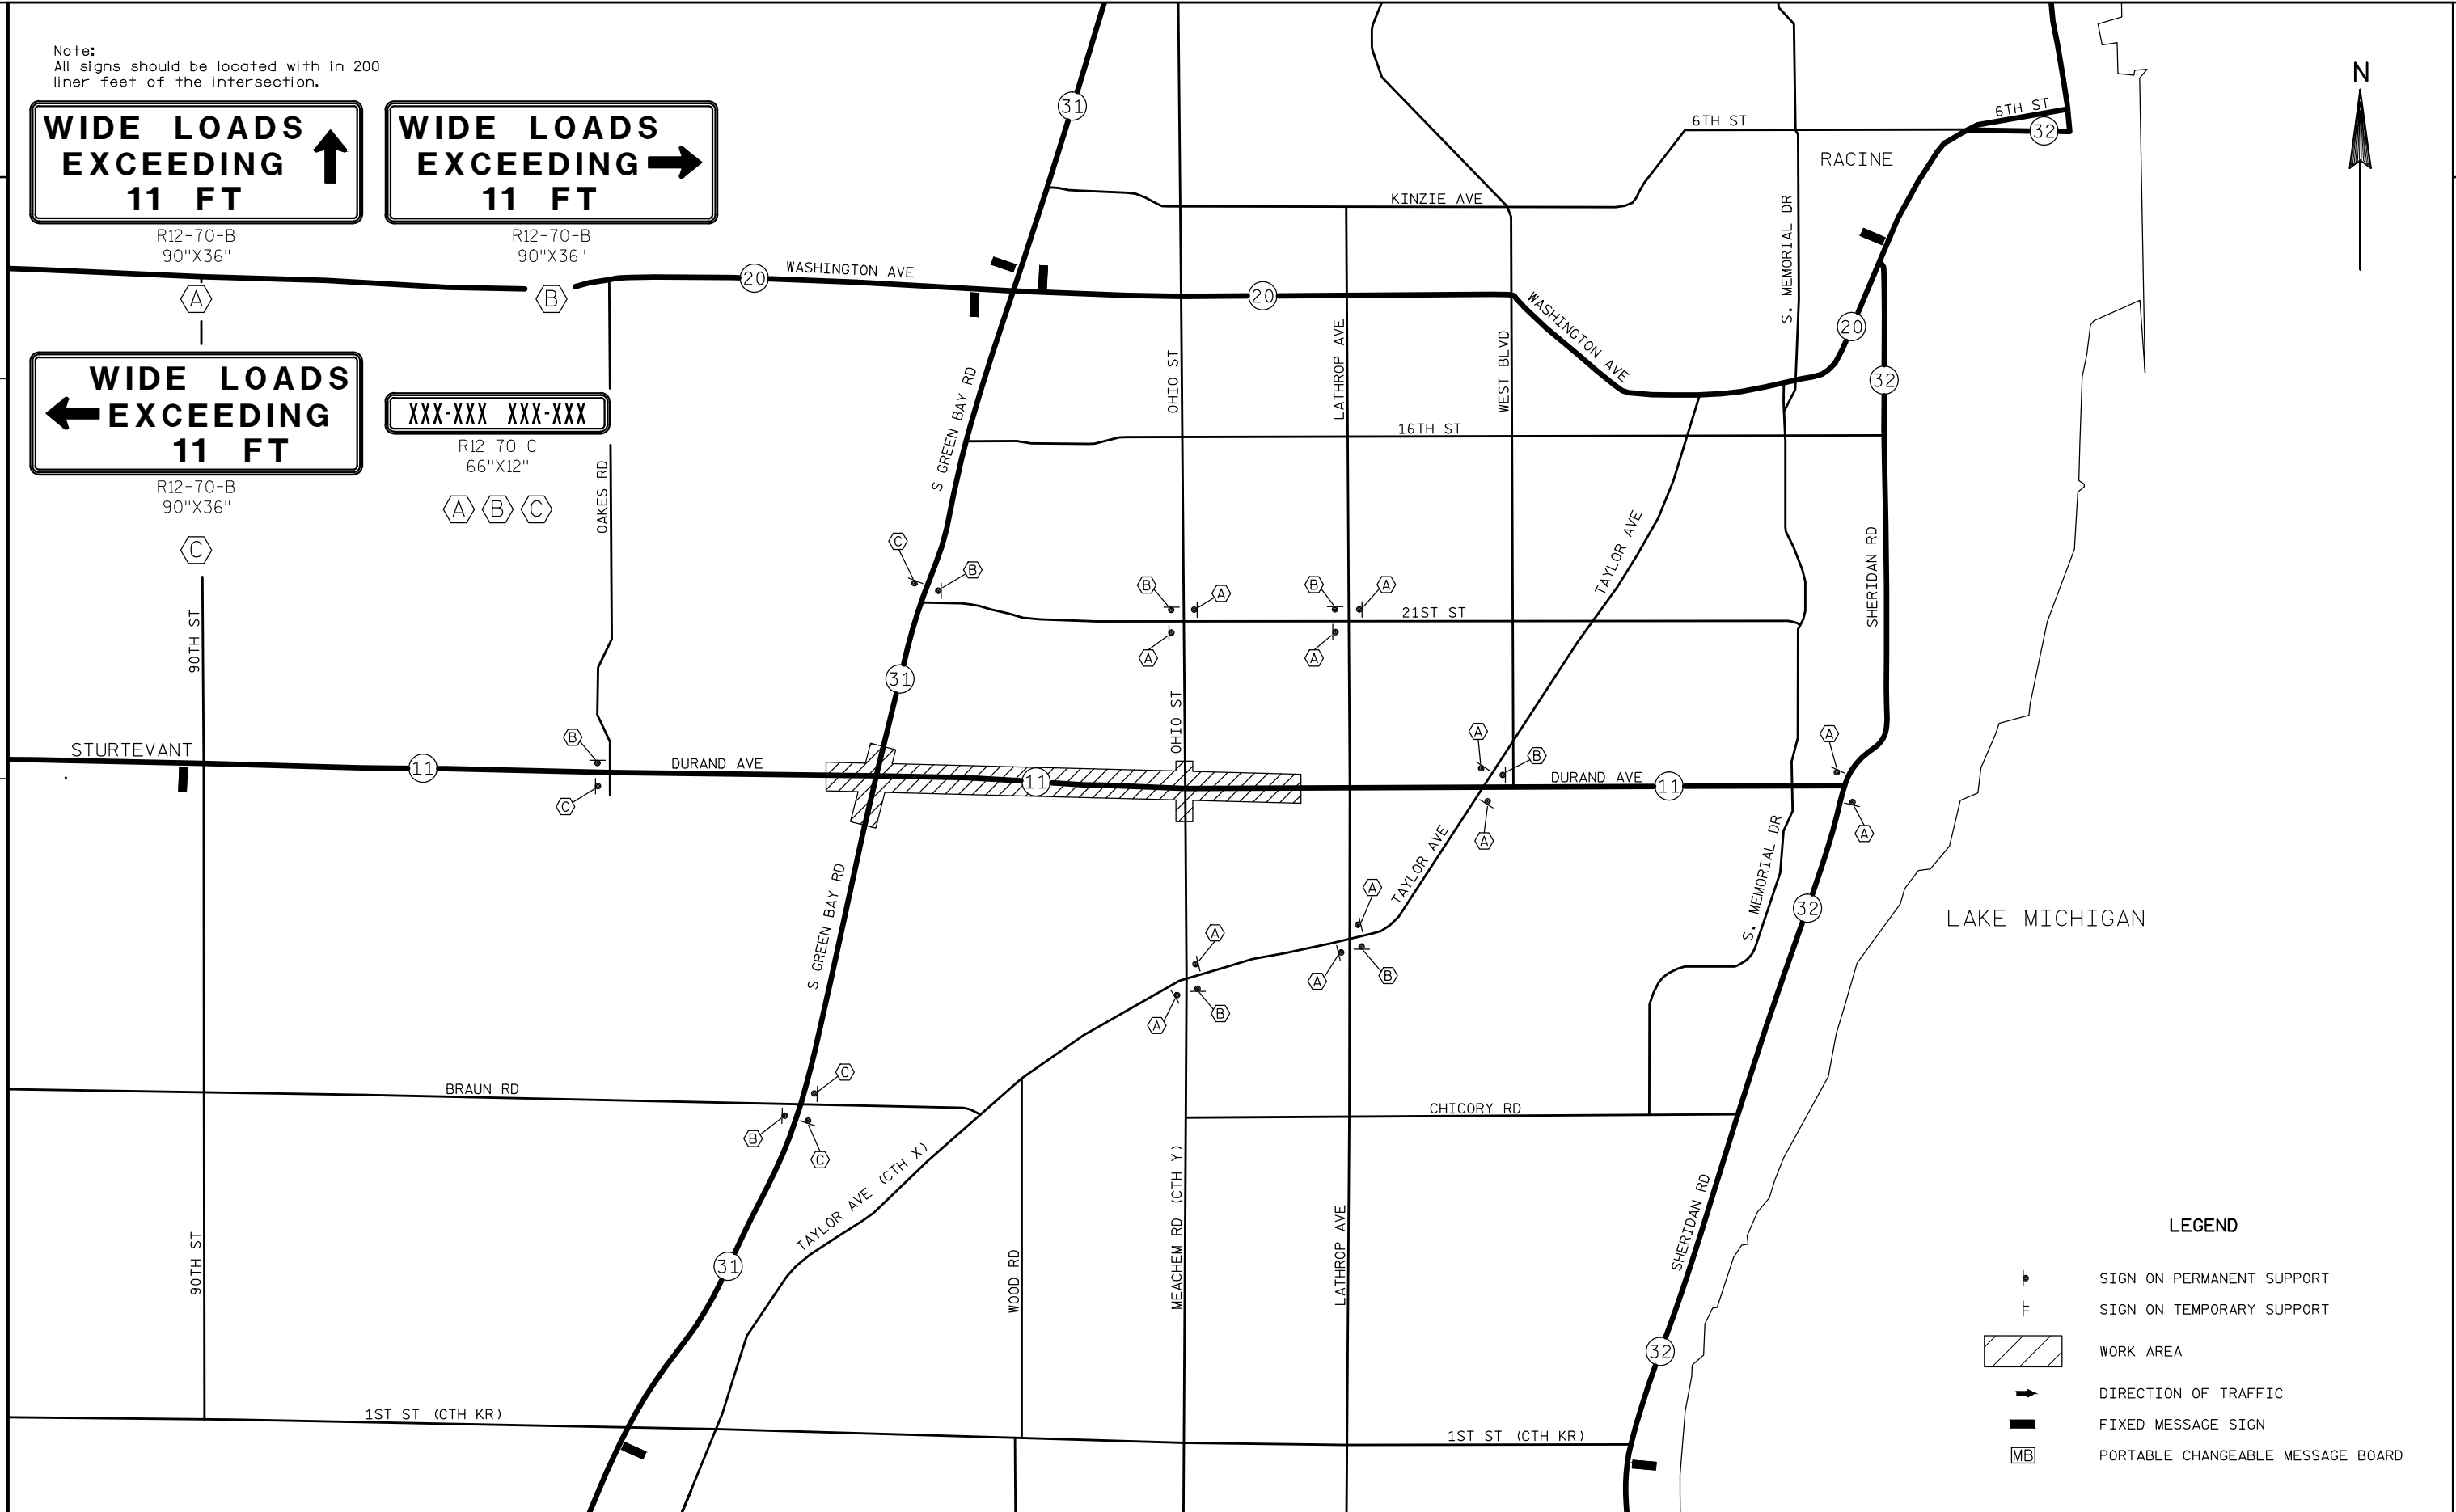 Note:
All signs should be located with in 200
liner feet of the intersection.
WIDE LOADS
EXCEEDING
11 FT
R12-70-B
90"X36"
A
WIDE LOADS
EXCEEDING
11 FT
R12-70-B
90"X36"
B
WIDE LOADS
EXCEEDING
11 FT
R12-70-B
90"X36"
C
XXX-XXX XXX-XXX
R12-70-C
66"X12"
A B C
N
31
6TH ST
6TH ST
32
RACINE
KINZIE AVE
S. MEMORIAL DR
20
WASHINGTON AVE
20
WASHINGTON AVE
20
32
OHIO ST
LATHROP AVE
WEST BLVD
S GREEN BAY RD
16TH ST
OAKES RD
TAYLOR AVE
SHERIDAN RD
C
B
B
A
A
B
A
A
21ST ST
90TH ST
31
OHIO ST
STURTEVANT
11
B
C
DURAND AVE
11
A
B
A
DURAND AVE
11
A
A
S GREEN BAY RD
TAYLOR AVE
S. MEMORIAL DR
32
LAKE MICHIGAN
A
A
B
A
A
B
C
B
C
BRAUN RD
CHICORY RD
TAYLOR AVE (CTH X)
90TH ST
31
WOOD RD
MEACHEM RD (CTH Y)
LATHROP AVE
SHERIDAN RD
32
1ST ST (CTH KR)
1ST ST (CTH KR)
LEGEND
SIGN ON PERMANENT SUPPORT
SIGN ON TEMPORARY SUPPORT
WORK AREA
DIRECTION OF TRAFFIC
FIXED MESSAGE SIGN
MB PORTABLE CHANGEABLE MESSAGE BOARD